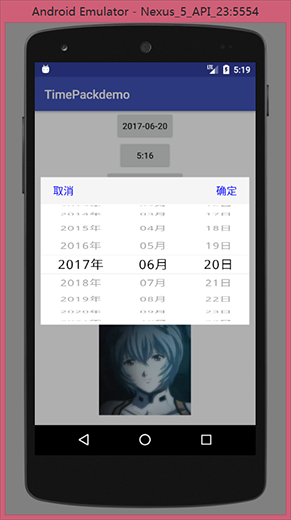 Android Emulator - Nexus_5_API_23:5554
5:19
TimePackdemo
2017-06-20
5:16
取消 确定
2014年 03月 17日
2015年 04月 18日
2016年 05月 19日
2017年 06月 20日
2018年 07月 21日
2019年 08月 22日
2020年 09月 23日